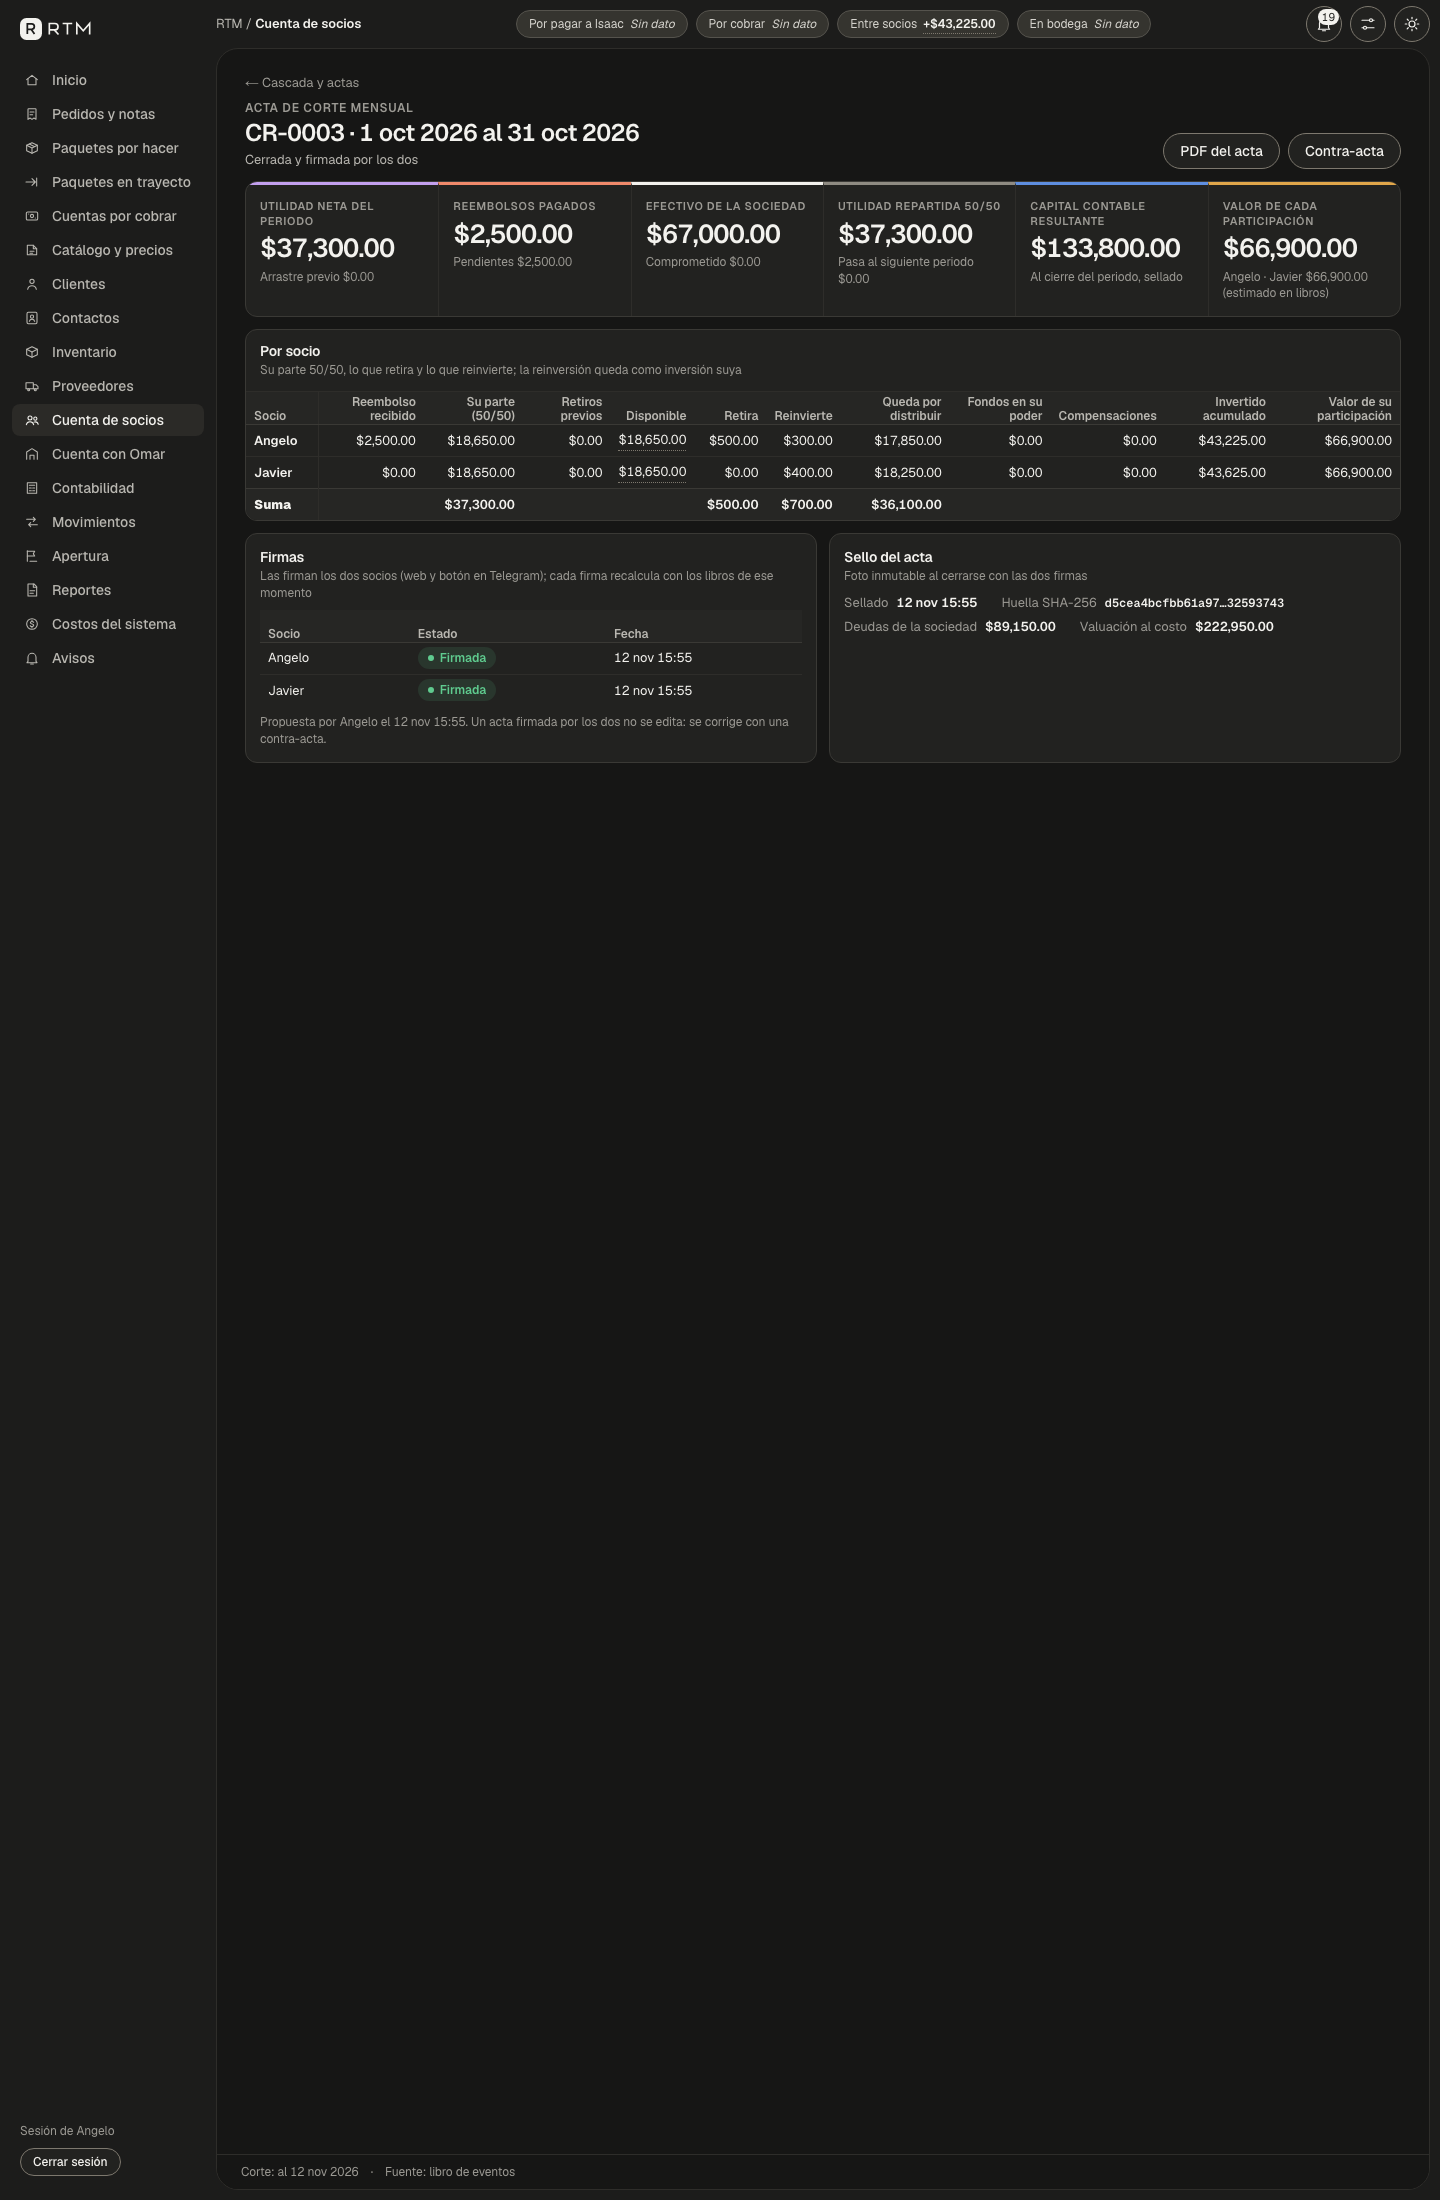 R RTM
RTM / Cuenta de socios
Por pagar a Isaac Sin dato
Por cobrar Sin dato
Entre socios +$43,225.00
En bodega Sin dato
19
Inicio
Pedidos y notas
Paquetes por hacer
Paquetes en trayecto
Cuentas por cobrar
Catálogo y precios
Clientes
Contactos
Inventario
Proveedores
Cuenta de socios
Cuenta con Omar
Contabilidad
Movimientos
Apertura
Reportes
Costos del sistema
Avisos
← Cascada y actas
ACTA DE CORTE MENSUAL
CR-0003 · 1 oct 2026 al 31 oct 2026
Cerrada y firmada por los dos
PDF del acta
Contra-acta
UTILIDAD NETA DEL
PERIODO
$37,300.00
Arrastre previo $0.00
REEMBOLSOS PAGADOS
$2,500.00
Pendientes $2,500.00
EFECTIVO DE LA SOCIEDAD
$67,000.00
Comprometido $0.00
UTILIDAD REPARTIDA 50/50
$37,300.00
Pasa al siguiente periodo
$0.00
CAPITAL CONTABLE
RESULTANTE
$133,800.00
Al cierre del periodo, sellado
VALOR DE CADA
PARTICIPACIÓN
$66,900.00
Angelo · Javier $66,900.00
(estimado en libros)
Por socio
Su parte 50/50, lo que retira y lo que reinvierte; la reinversión queda como inversión suya
Socio Reembolso recibido Su parte (50/50) Retiros previos Disponible Retira Reinvierte Queda por distribuir Fondos en su poder Compensaciones Invertido acumulado Valor de su participación
Angelo $2,500.00 $18,650.00 $0.00 $18,650.00 $500.00 $300.00 $17,850.00 $0.00 $0.00 $43,225.00 $66,900.00
Javier $0.00 $18,650.00 $0.00 $18,650.00 $0.00 $400.00 $18,250.00 $0.00 $0.00 $43,625.00 $66,900.00
Suma $37,300.00 $500.00 $700.00 $36,100.00
Firmas
Las firman los dos socios (web y botón en Telegram); cada firma recalcula con los libros de ese
momento
Socio Estado Fecha
Angelo Firmada 12 nov 15:55
Javier Firmada 12 nov 15:55
Propuesta por Angelo el 12 nov 15:55. Un acta firmada por los dos no se edita: se corrige con una
contra-acta.
Sello del acta
Foto inmutable al cerrarse con las dos firmas
Sellado 12 nov 15:55 Huella SHA-256 d5cea4bcfbb61a97…32593743
Deudas de la sociedad $89,150.00 Valuación al costo $222,950.00
Sesión de Angelo
Cerrar sesión
Corte: al 12 nov 2026 · Fuente: libro de eventos